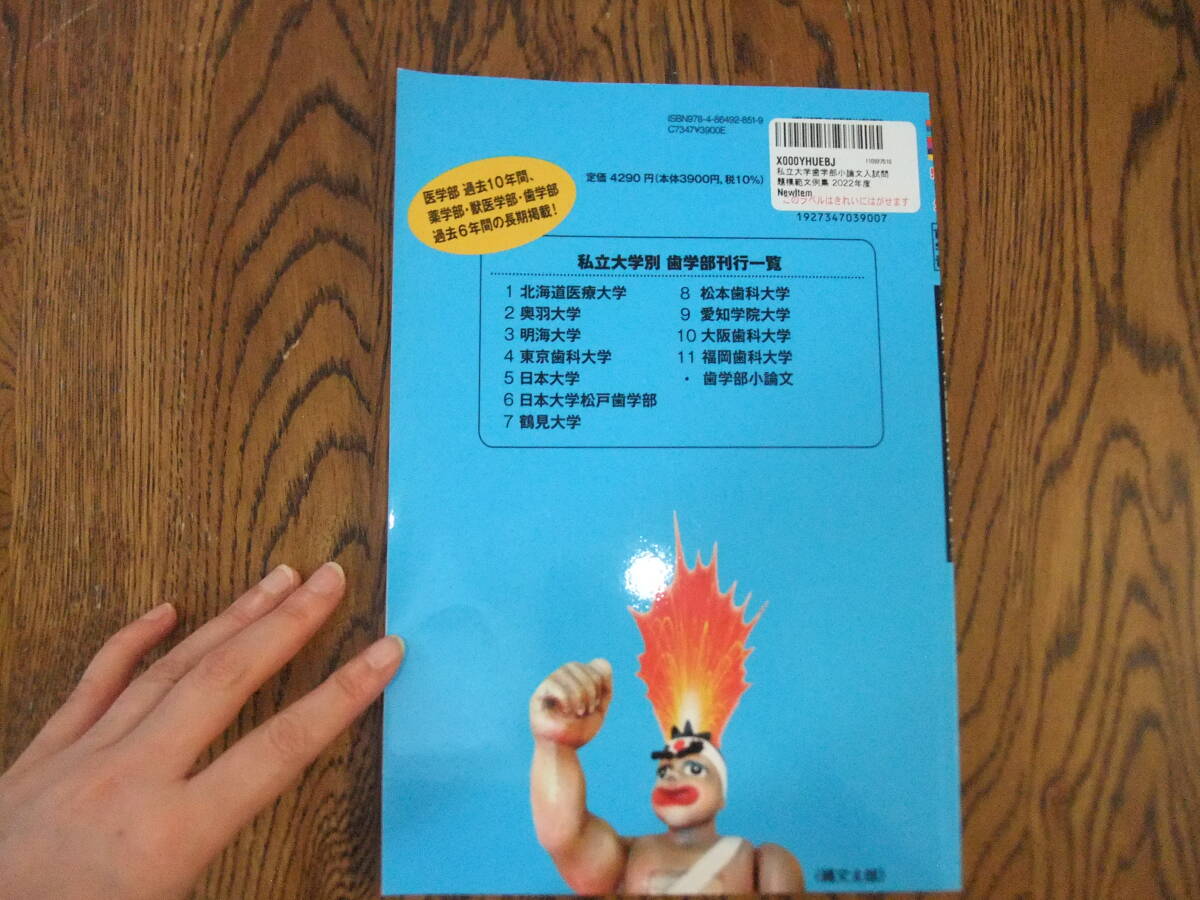 ISBN978-4-86492-851-9
C7347¥3900E
定価 4290 円(本体3900円,税10%)
X000YHUEBJ
私立大学歯学部小論文入試問
題模範文例集 2022年度
NewItem
このラベルはきれいにはがせます
1927347039007
医学部 過去10年間、
薬学部・獣医学部・歯学部
過去6年間の長期掲載!
私立大学別 歯学部刊行一覧
1 北海道医療大学
2 奥羽大学
3 明海大学
4 東京歯科大学
5 日本大学
6 日本大学松戸歯学部
7 鶴見大学
8 松本歯科大学
9 愛知学院大学
10 大阪歯科大学
11 福岡歯科大学
・ 歯学部小論文